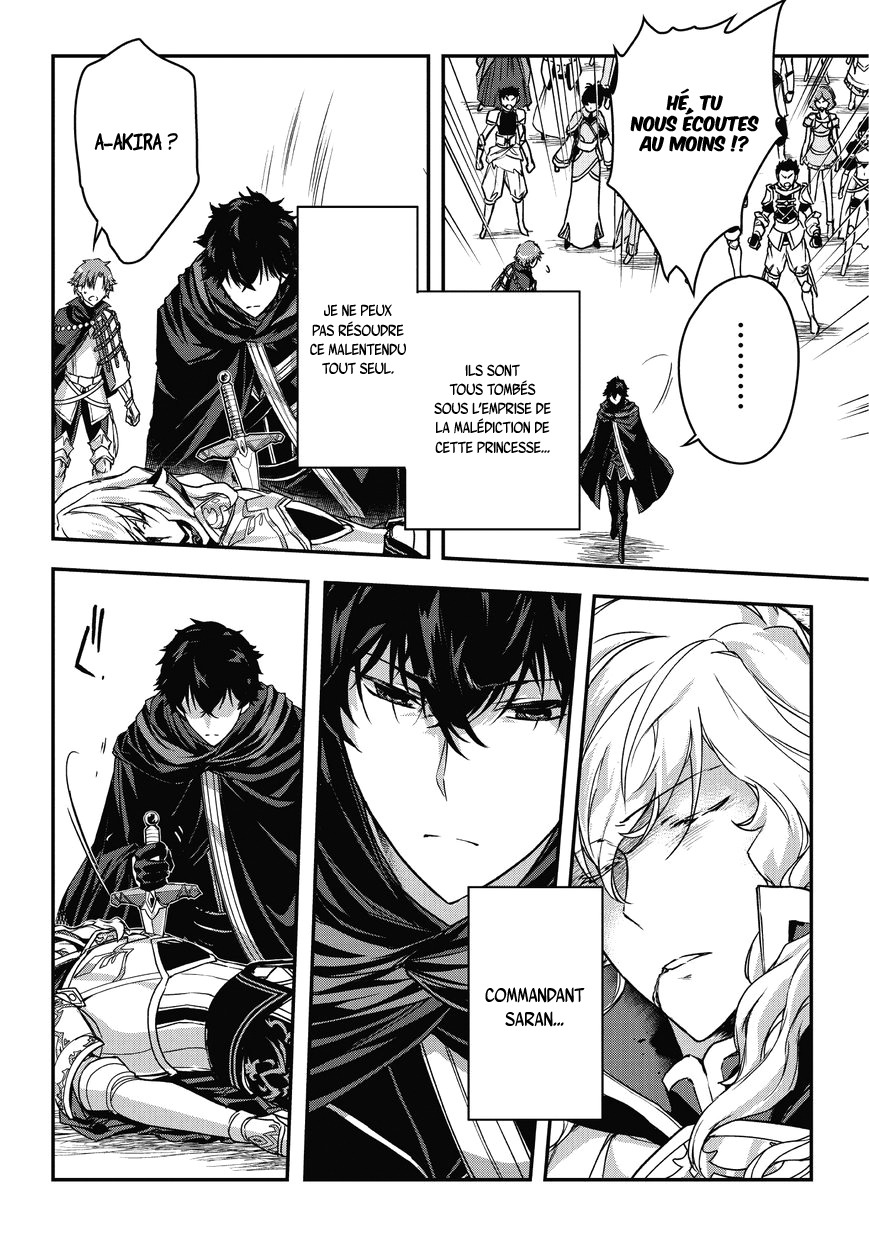 HÉ, TU
NOUS ÉCOUTES
AU MOINS !?
.........
ILS SONT
TOUS TOMBÉS
SOUS L'EMPRISE DE
LA MALÉDICTION DE
CETTE PRINCESSE...
JE NE PEUX
PAS RÉSOUDRE
CE MALENTENDU
TOUT SEUL.
A-AKIRA ?
COMMANDANT
SARAN...